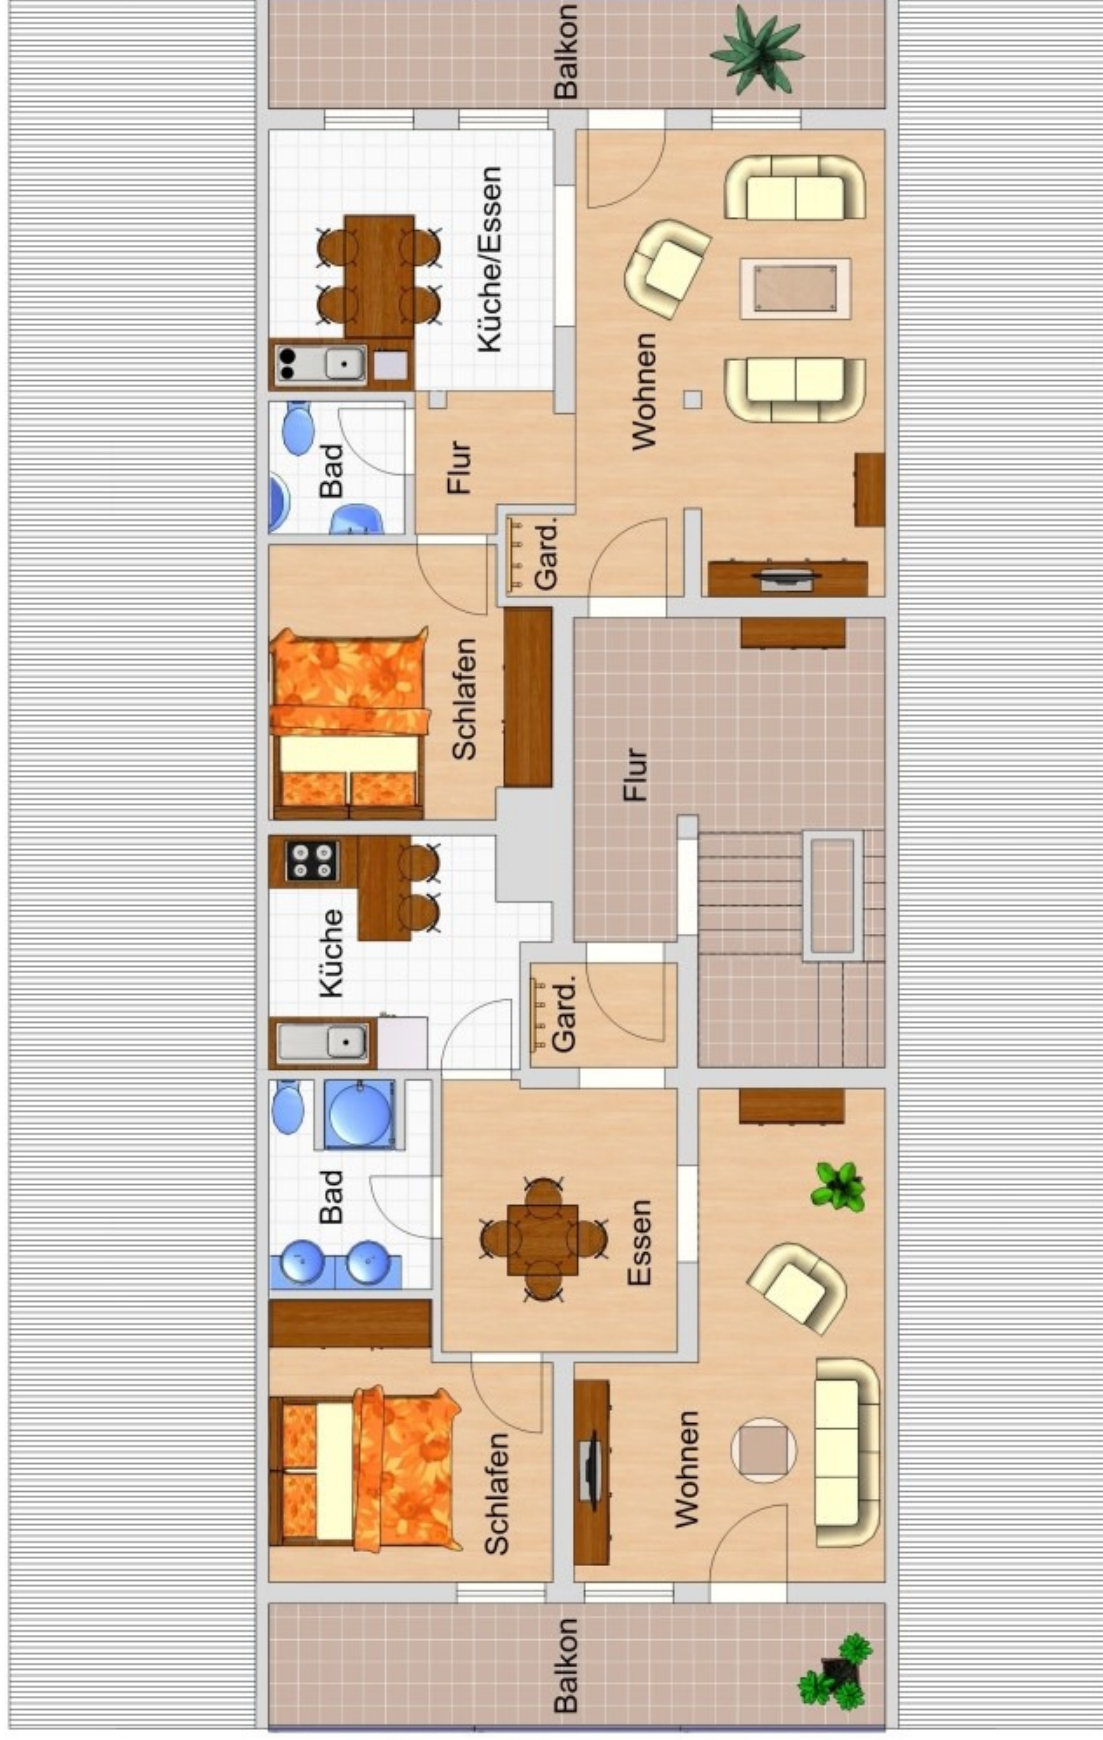 Balkon
Küche/Essen
Wohnen
Bad
Flur
Gard.
Schlafen
Flur
Küche
Gard.
Bad
Essen
Schlafen
Wohnen
Balkon